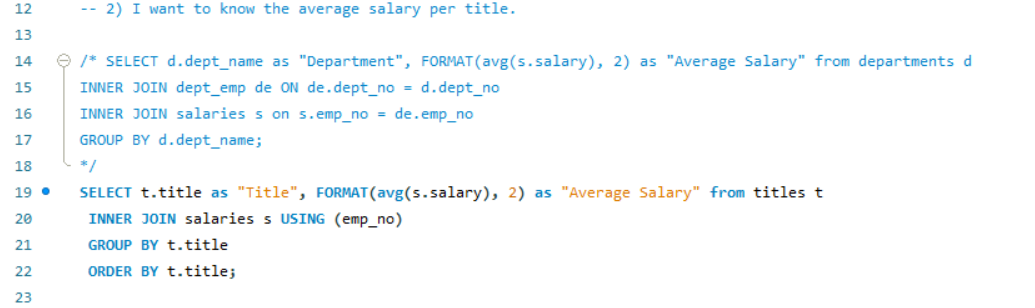 12 -- 2) I want to know the average salary per title.
13
14 /* SELECT d.dept_name as "Department", FORMAT(avg(s.salary), 2) as "Average Salary" from departments d
15 INNER JOIN dept_emp de ON de.dept_no = d.dept_no
16 INNER JOIN salaries s on s.emp_no = de.emp_no
17 GROUP BY d.dept_name;
18 */
19 SELECT t.title as "Title", FORMAT(avg(s.salary), 2) as "Average Salary" from titles t
20 INNER JOIN salaries s USING (emp_no)
21 GROUP BY t.title
22 ORDER BY t.title;
23